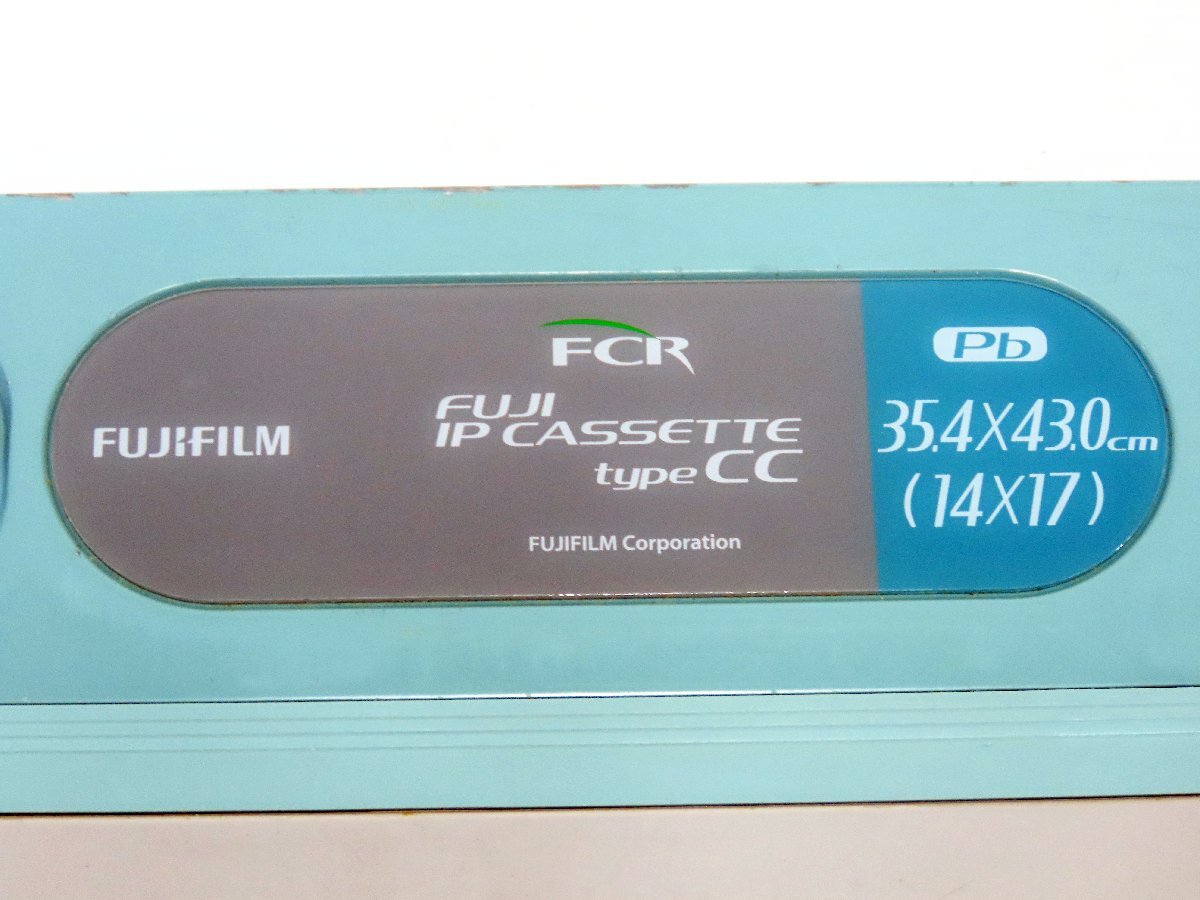 FUJIFILM
FCR
FUJI
IP CASSETTE
type CC
FUJIFILM Corporation
Pb
35.4X43.0cm
(14X17)